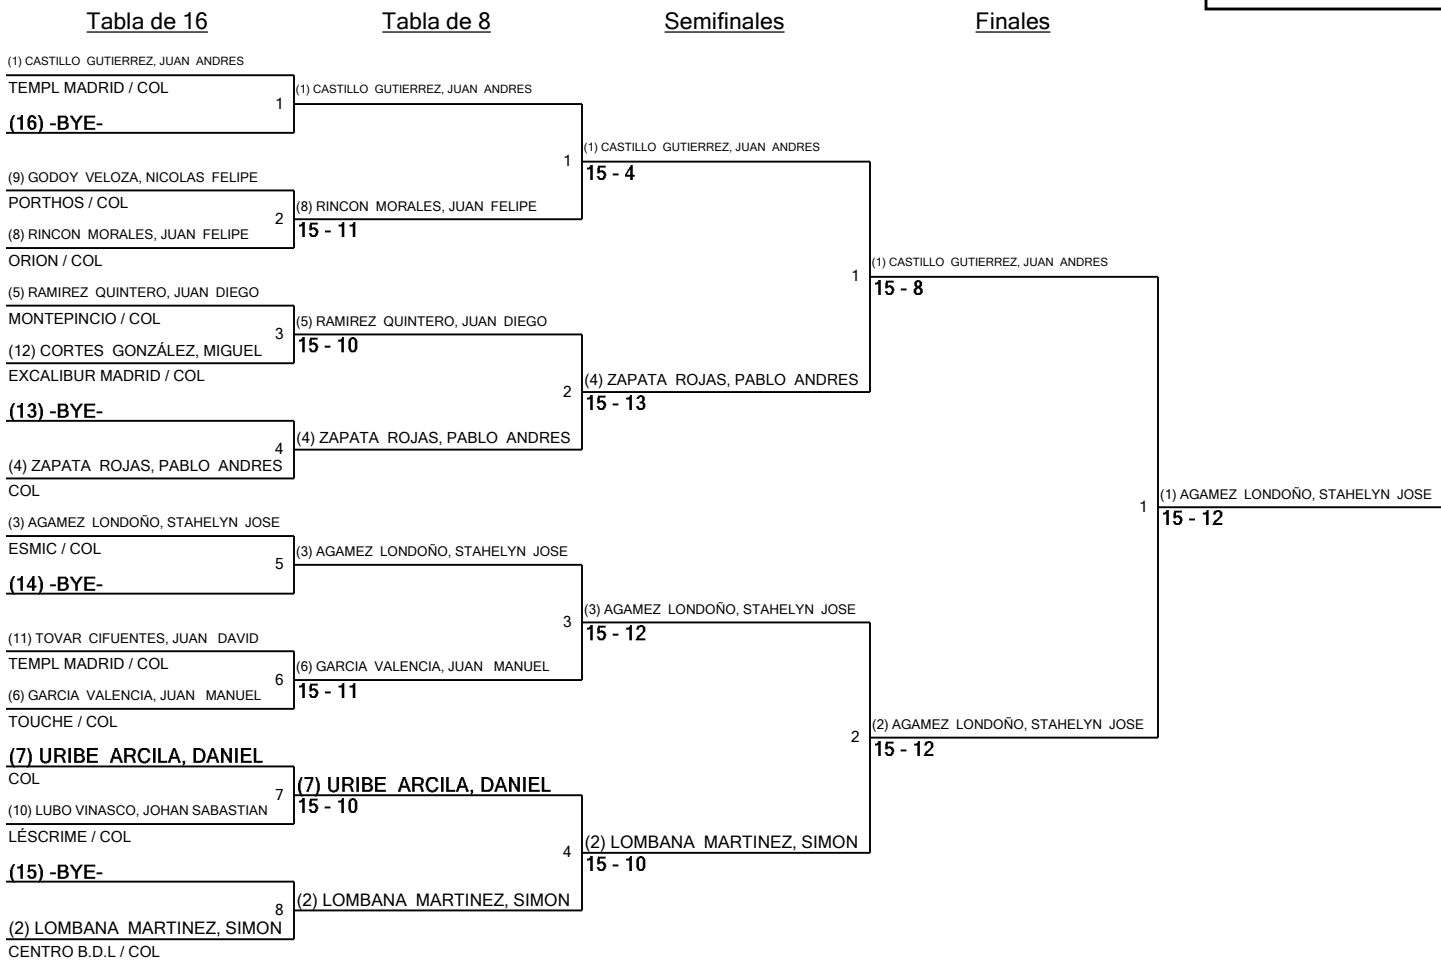 Tabla de 16
Tabla de 8
Semifinales
Finales
(1) CASTILLO GUTIERREZ, JUAN ANDRES
TEMPL MADRID / COL
1
(16) -BYE-
(9) GODOY VELOZA, NICOLAS FELIPE
PORTHOS / COL
2
(8) RINCON MORALES, JUAN FELIPE
ORION / COL
(5) RAMIREZ QUINTERO, JUAN DIEGO
MONTEPINCIO / COL
3
(12) CORTES GONZÁLEZ, MIGUEL
EXCALIBUR MADRID / COL
(13) -BYE-
4
(4) ZAPATA ROJAS, PABLO ANDRES
COL
(3) AGAMEZ LONDOÑO, STAHELYN JOSE
ESMIC / COL
5
(14) -BYE-
(11) TOVAR CIFUENTES, JUAN DAVID
TEMPL MADRID / COL
6
(6) GARCIA VALENCIA, JUAN MANUEL
TOUCHE / COL
(7) URIBE ARCILA, DANIEL
COL
7
(10) LUBO VINASCO, JOHAN SABASTIAN
LÉSCRIME / COL
(15) -BYE-
8
(2) LOMBANA MARTINEZ, SIMON
CENTRO B.D.L / COL
(1) CASTILLO GUTIERREZ, JUAN ANDRES
1
(8) RINCON MORALES, JUAN FELIPE
15 - 11
(5) RAMIREZ QUINTERO, JUAN DIEGO
15 - 10
2
(4) ZAPATA ROJAS, PABLO ANDRES
(3) AGAMEZ LONDOÑO, STAHELYN JOSE
3
(6) GARCIA VALENCIA, JUAN MANUEL
15 - 11
(7) URIBE ARCILA, DANIEL
15 - 10
4
(2) LOMBANA MARTINEZ, SIMON
(1) CASTILLO GUTIERREZ, JUAN ANDRES
15 - 4
1
(4) ZAPATA ROJAS, PABLO ANDRES
15 - 13
(3) AGAMEZ LONDOÑO, STAHELYN JOSE
15 - 12
2
(2) LOMBANA MARTINEZ, SIMON
15 - 10
(1) CASTILLO GUTIERREZ, JUAN ANDRES
15 - 8
1
(2) AGAMEZ LONDOÑO, STAHELYN JOSE
15 - 12
(1) AGAMEZ LONDOÑO, STAHELYN JOSE
15 - 12